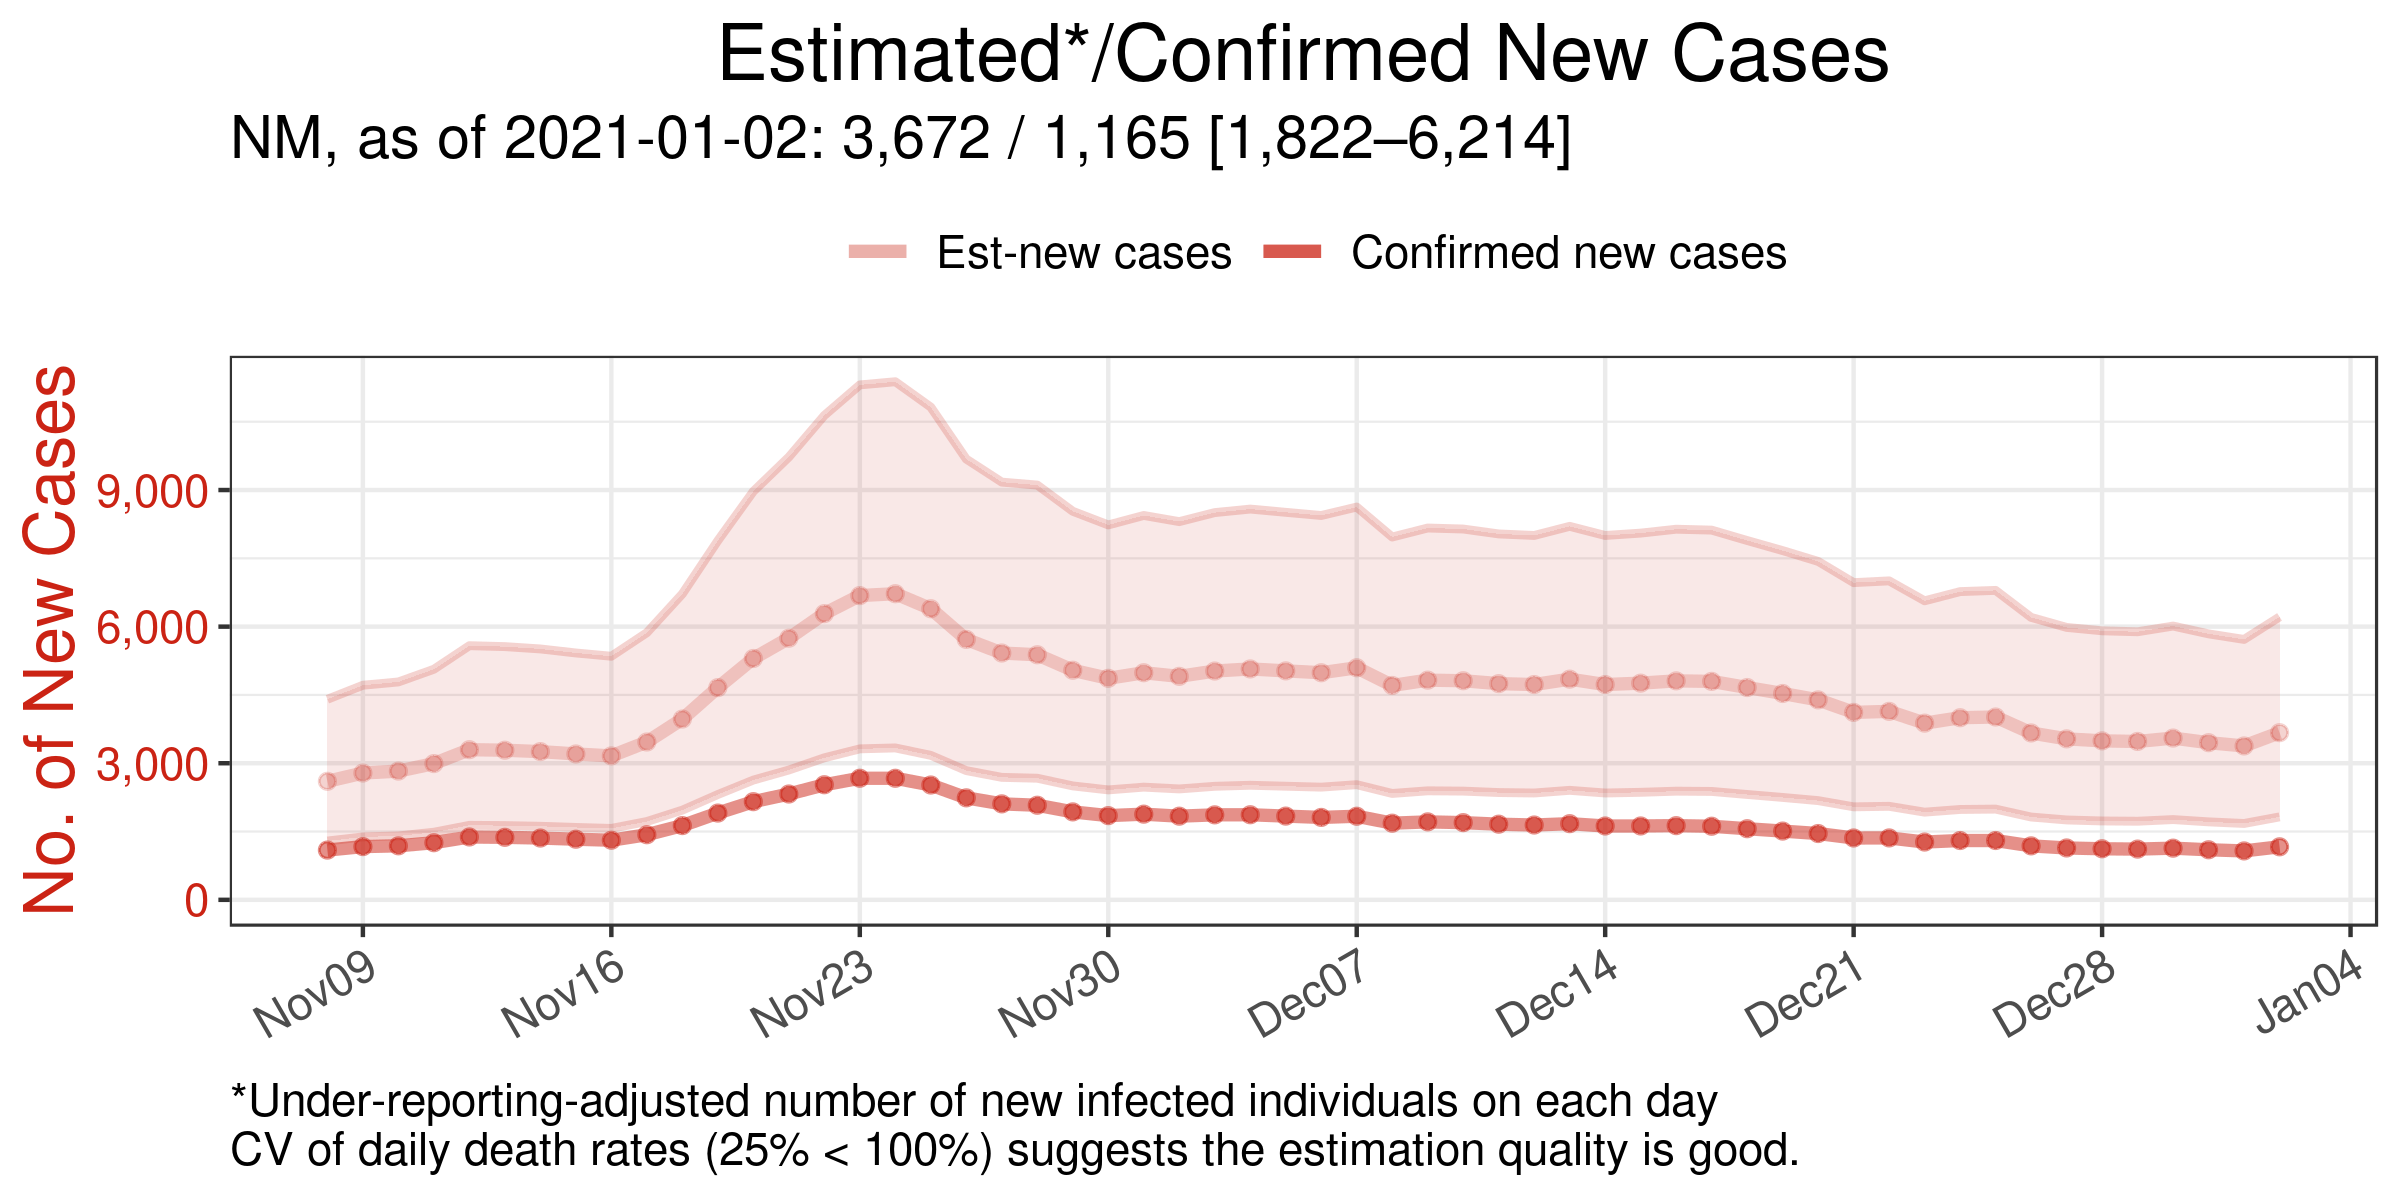 Estimated*/Confirmed New Cases
NM, as of 2021-01-02: 3,672 / 1,165 [1,822–6,214]
Est-new cases
Confirmed new cases
No. of New Cases
9,000
6,000
3,000
0
Nov09
Nov16
Nov23
Nov30
Dec07
Dec14
Dec21
Dec28
Jan04
*Under-reporting-adjusted number of new infected individuals on each day
CV of daily death rates (25% < 100%) suggests the estimation quality is good.